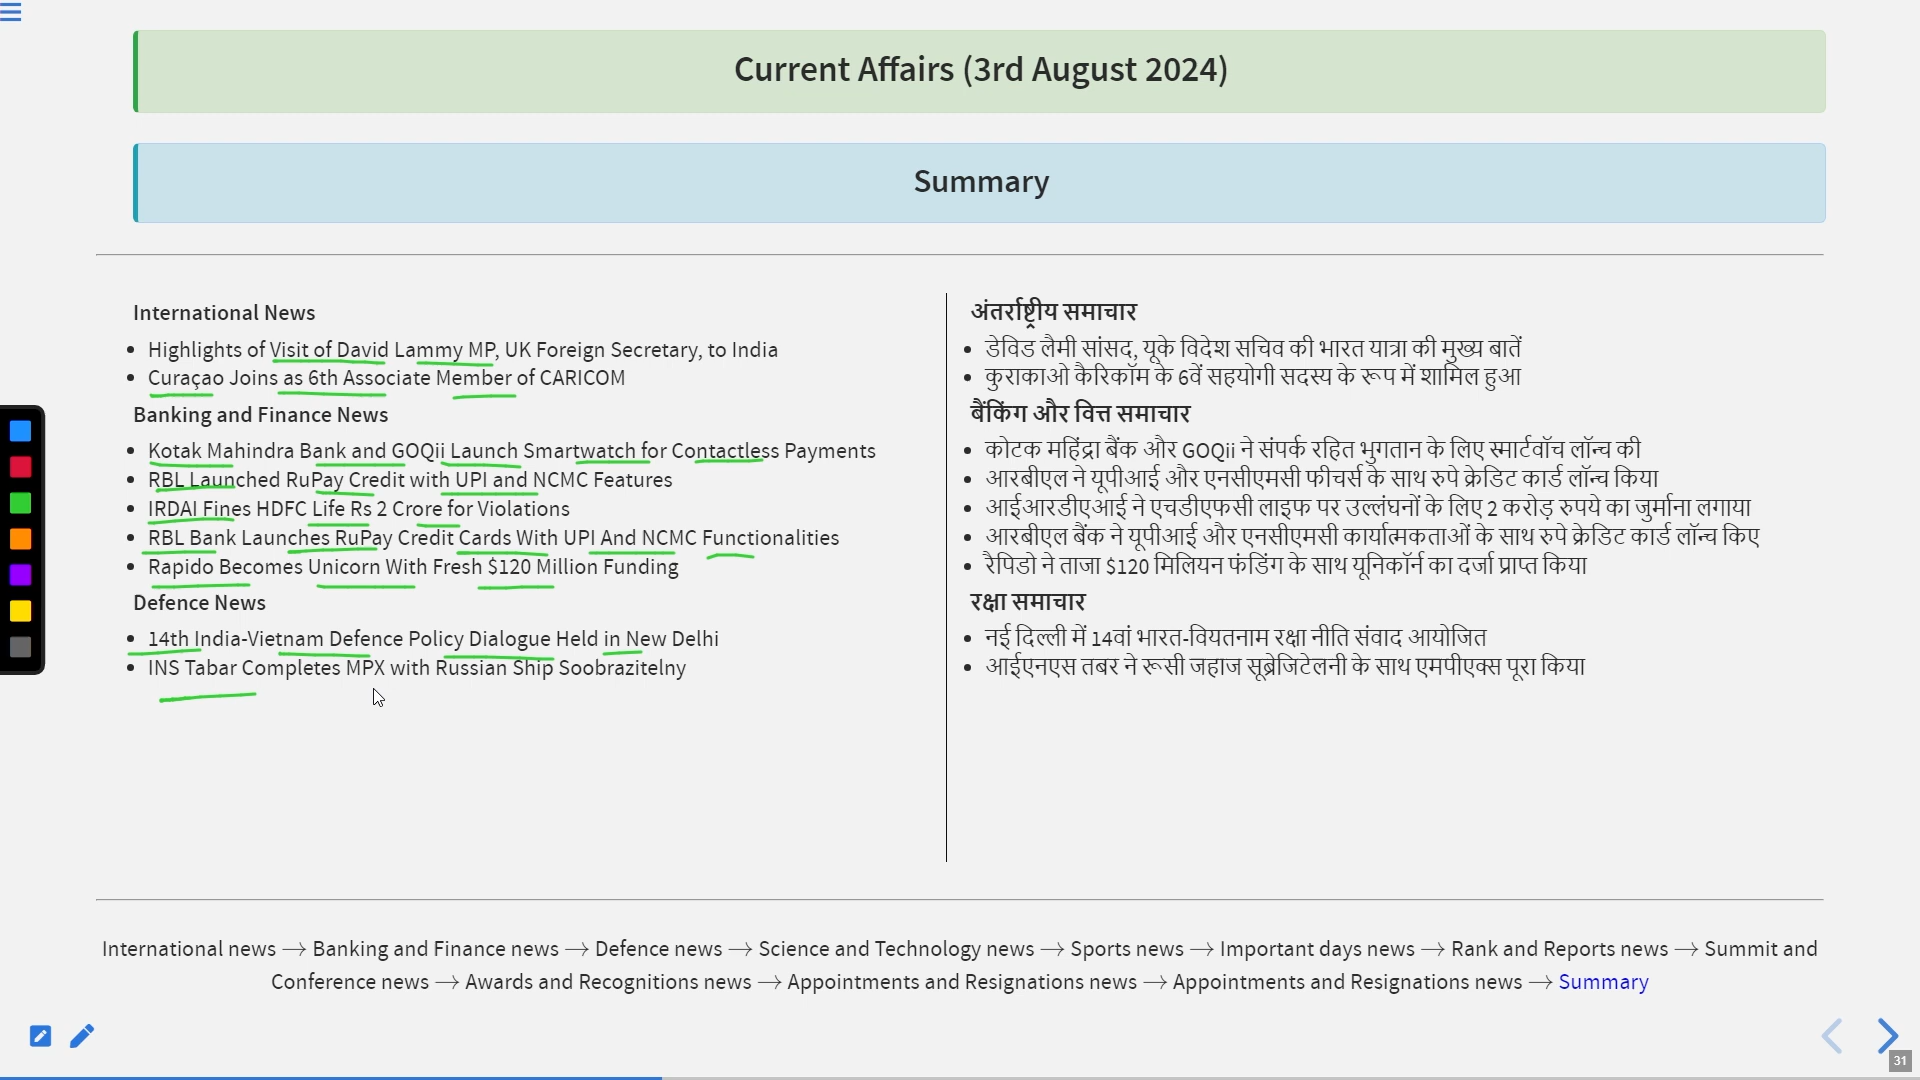 Current Affairs (3rd August 2024)
Summary
International News
Highlights of Visit of David Lammy MP, UK Foreign Secretary, to India
Curaçao Joins as 6th Associate Member of CARICOM
Banking and Finance News
Kotak Mahindra Bank and GOQii Launch Smartwatch for Contactless Payments
RBL Launched RuPay Credit with UPI and NCMC Features
IRDAI Fines HDFC Life Rs 2 Crore for Violations
RBL Bank Launches RuPay Credit Cards With UPI And NCMC Functionalities
Rapido Becomes Unicorn With Fresh $120 Million Funding
Defence News
14th India-Vietnam Defence Policy Dialogue Held in New Delhi
INS Tabar Completes MPX with Russian Ship Soobrazitelny
अंतर्राष्ट्रीय समाचार
डेविड लैमी सांसद, यूके विदेश सचिव की भारत यात्रा की मुख्य बातें
कुराकाओ कैरिकॉम के 6वें सहयोगी सदस्य के रूप में शामिल हुआ
बैंकिंग और वित्त समाचार
कोटक महिंद्रा बैंक और GOQii ने संपर्क रहित भुगतान के लिए स्मार्टवॉच लॉन्च की
आरबीएल ने यूपीआई और एनसीएमसी फीचर्स के साथ रुपे क्रेडिट कार्ड लॉन्च किया
आईआरडीएआई ने एचडीएफसी लाइफ पर उल्लंघनों के लिए 2 करोड़ रुपये का जुर्माना लगाया
आरबीएल बैंक ने यूपीआई और एनसीएमसी कार्यात्मकताओं के साथ रुपे क्रेडिट कार्ड लॉन्च किए
रैपिडो ने ताजा $120 मिलियन फंडिंग के साथ यूनिकॉर्न का दर्जा प्राप्त किया
रक्षा समाचार
नई दिल्ली में 14वां भारत-वियतनाम रक्षा नीति संवाद आयोजित
आईएनएस तबर ने रूसी जहाज सूब्रेजिटेलनी के साथ एमपीएक्स पूरा किया
International news → Banking and Finance news → Defence news → Science and Technology news → Sports news → Important days news → Rank and Reports news → Summit and
Conference news → Awards and Recognitions news → Appointments and Resignations news → Appointments and Resignations news → Summary
31